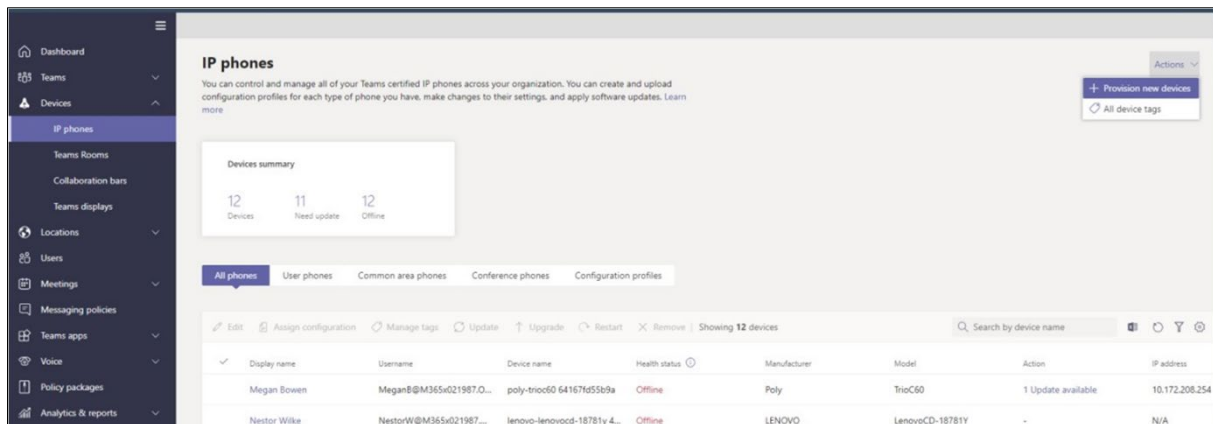 Dashboard
Teams
Devices
IP phones
Teams Rooms
Collaboration bars
Teams displays
Locations
Users
Meetings
Messaging policies
Teams apps
Voice
Policy packages
Analytics & reports
IP phones
You can control and manage all of your Teams certified IP phones across your organization. You can create and upload
configuration profiles for each type of phone you have, make changes to their settings, and apply software updates. Learn
more
Actions
+ Provision new devices
All device tags
Devices summary
12 11 12
Devices Need update Offline
All phones User phones Common area phones Conference phones Configuration profiles
Edit Assign configuration Manage tags Update Upgrade Restart Remove | Showing 12 devices Search by device name
Display name Username Device name Health status Manufacturer Model Action IP address
Megan Bowen MeganB@M365x021987.O... poly-trioc60 64167fd55b9a Offline Poly TrioC60 1 Update available 10.172.208.254
Nestor Wilke NestorW@M365x021987.... lenovo-lenovocd-18781y 4... Offline LENOVO LenovoCD-18781Y - N/A